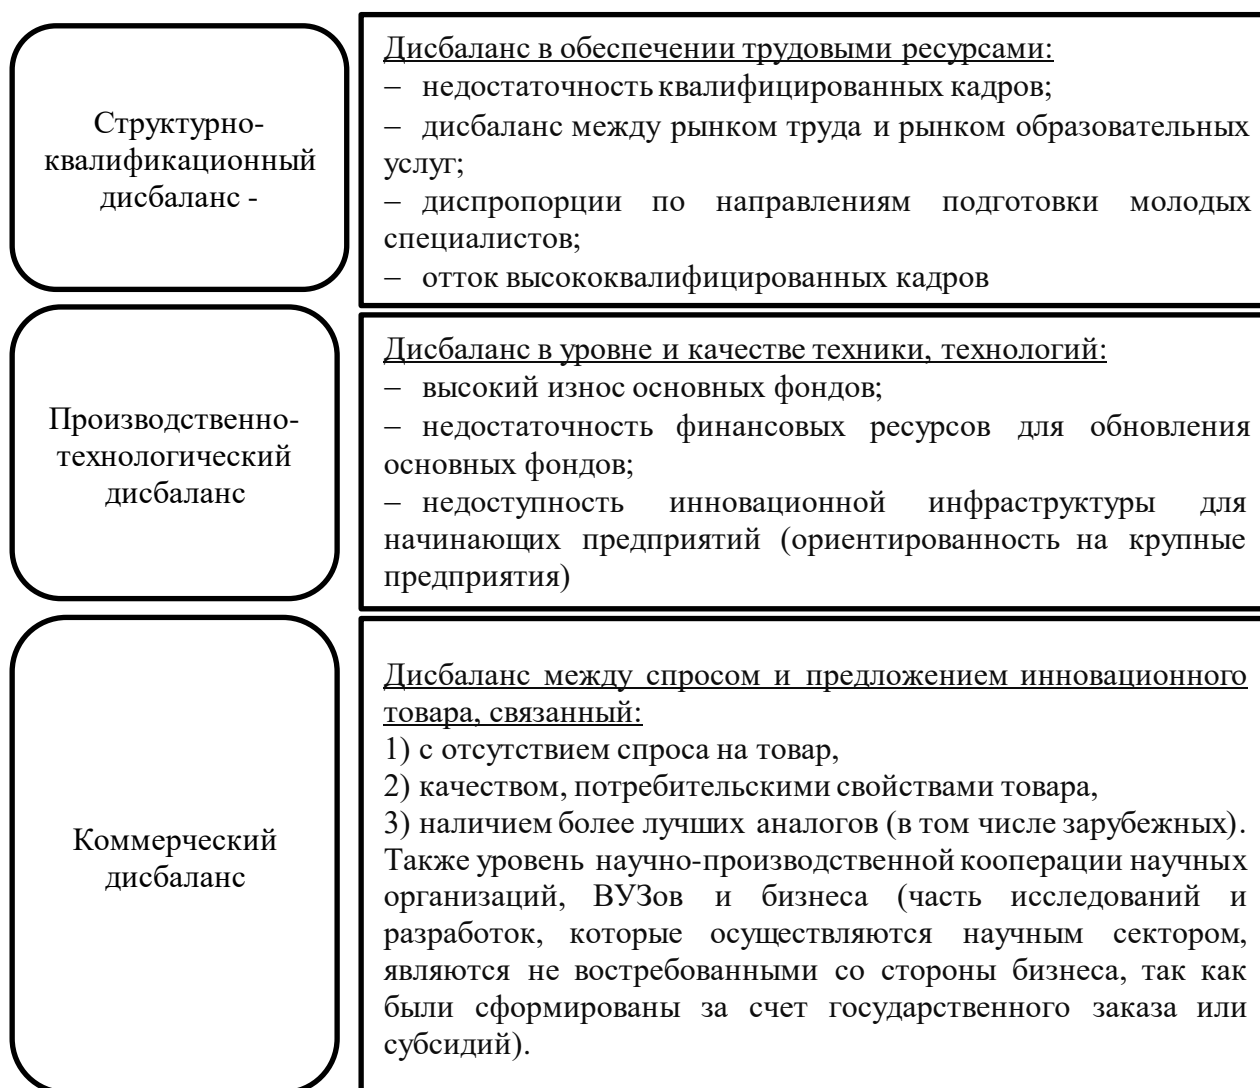 Структурно-
квалификационный
дисбаланс -
Дисбаланс в обеспечении трудовыми ресурсами:
– недостаточность квалифицированных кадров;
– дисбаланс между рынком труда и рынком образовательных
услуг;
– диспропорции по направлениям подготовки молодых
специалистов;
– отток высококвалифицированных кадров
Производственно-
технологический
дисбаланс
Дисбаланс в уровне и качестве техники, технологий:
– высокий износ основных фондов;
– недостаточность финансовых ресурсов для обновления
основных фондов;
– недоступность инновационной инфраструктуры для
начинающих предприятий (ориентированность на крупные
предприятия)
Коммерческий
дисбаланс
Дисбаланс между спросом и предложением инновационного
товара, связанный:
1) с отсутствием спроса на товар,
2) качеством, потребительскими свойствами товара,
3) наличием более лучших аналогов (в том числе зарубежных).
Также уровень научно-производственной кооперации научных
организаций, ВУЗов и бизнеса (часть исследований и
разработок, которые осуществляются научным сектором,
являются не востребованными со стороны бизнеса, так как
были сформированы за счет государственного заказа или
субсидий).